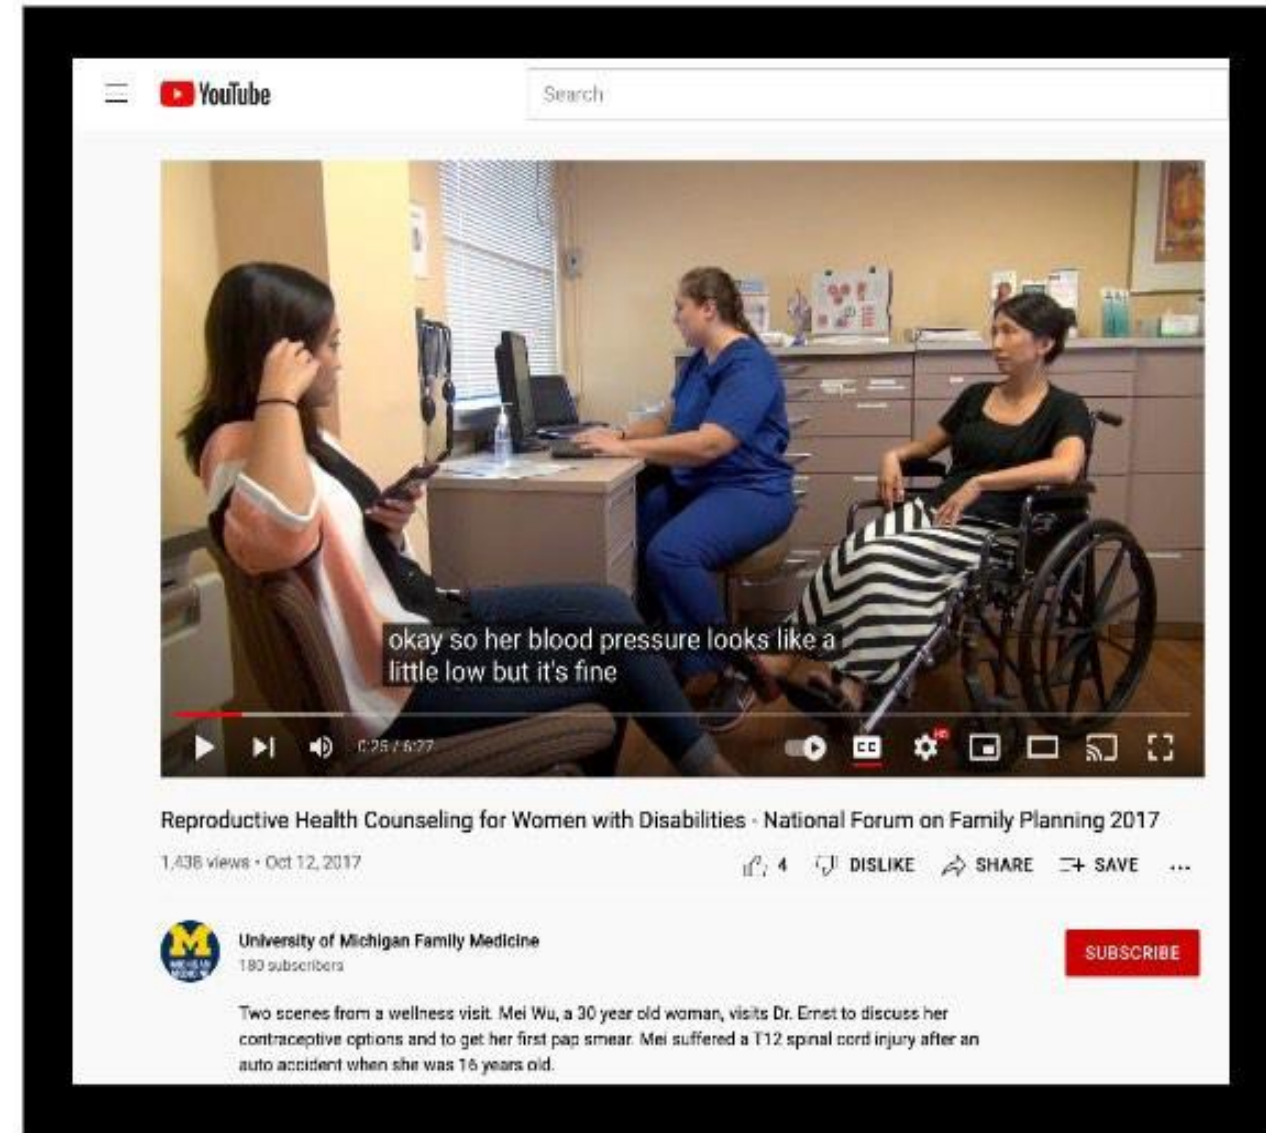 YouTube
Search
okay so her blood pressure looks like a
little low but it's fine
0:25 / 6:27
CC
HD
Reproductive Health Counseling for Women with Disabilities - National Forum on Family Planning 2017
1,438 views • Oct 12, 2017
4 DISLIKE SHARE SAVE ...
M
University of Michigan Family Medicine
180 subscribers
SUBSCRIBE
Two scenes from a wellness visit. Mei Wu, a 30 year old woman, visits Dr. Ernst to discuss her
contraceptive options and to get her first pap smear. Mei suffered a T12 spinal cord injury after an
auto accident when she was 16 years old.